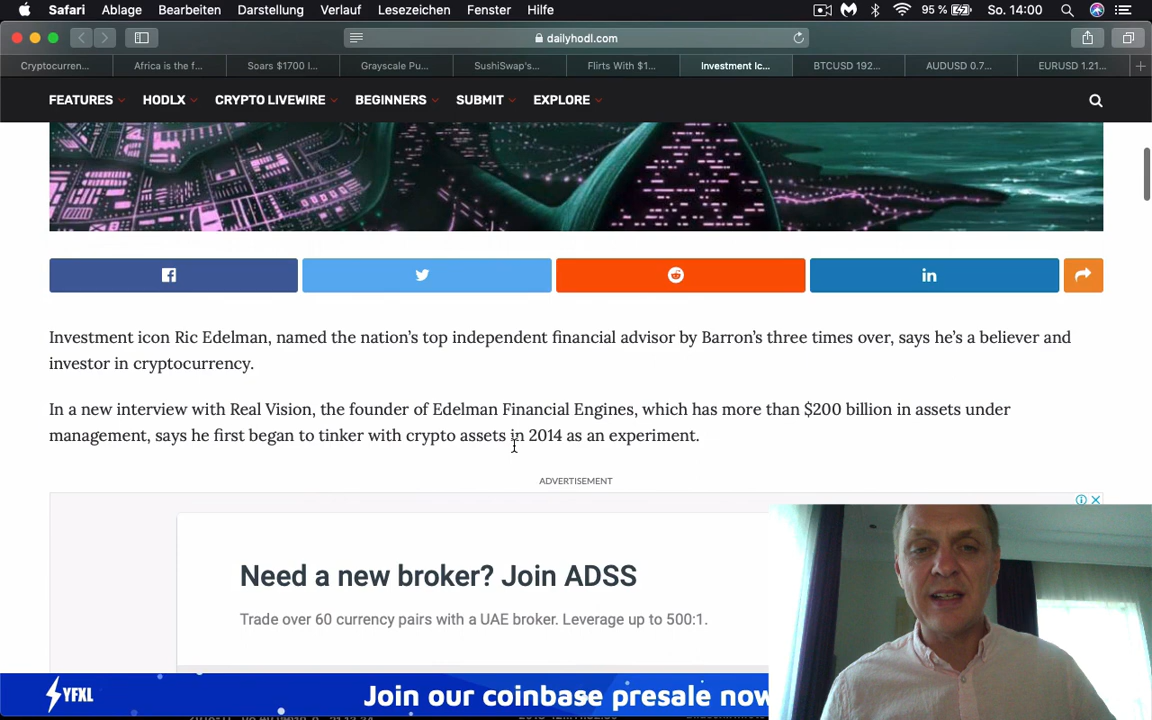 Safari Ablage Bearbeiten Darstellung Verlauf Lesezeichen Fenster Hilfe 95 % So. 14:00
dailyhodl.com
Cryptocurren... Africa is the f... Soars $1700 I... Grayscale Pu... SushiSwap's... Flirts With $1... Investment Ic... BTCUSD 192... AUDUSD 0.7... EURUSD 1.21...
FEATURES HODLX CRYPTO LIVEWIRE BEGINNERS SUBMIT EXPLORE
Investment icon Ric Edelman, named the nation's top independent financial advisor by Barron's three times over, says he's a believer and
investor in cryptocurrency.
In a new interview with Real Vision, the founder of Edelman Financial Engines, which has more than $200 billion in assets under
management, says he first began to tinker with crypto assets in 2014 as an experiment.
ADVERTISEMENT
Need a new broker? Join ADSS
Trade over 60 currency pairs with a UAE broker. Leverage up to 500:1.
YFXL Join our coinbase presale now